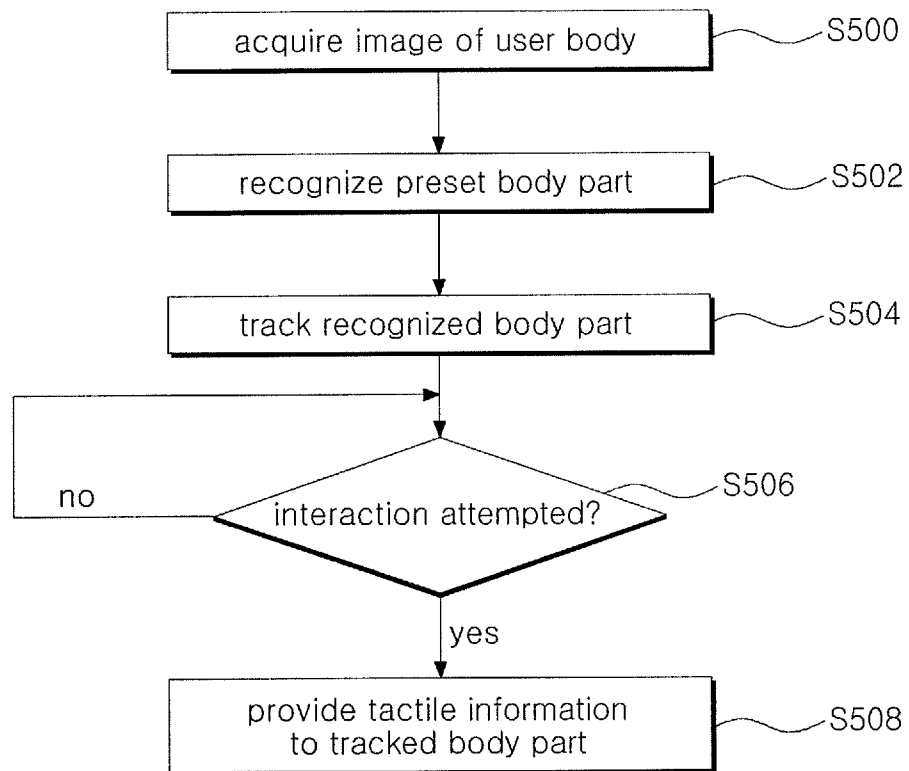 acquire image of user body
S500
recognize preset body part
S502
track recognized body part
S504
interaction attempted?
S506
no
yes
provide tactile information
to tracked body part
S508